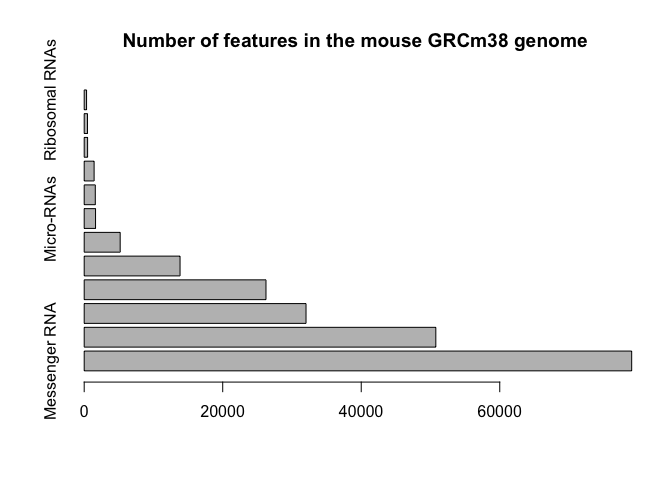 Number of features in the mouse GRCm38 genome
Ribosomal RNAs
Micro-RNAs
Messenger RNA
0 20000 40000 60000